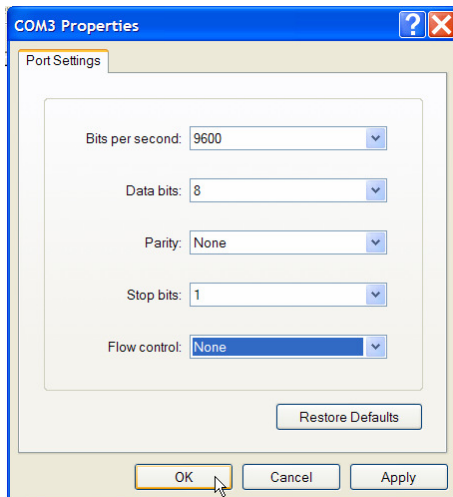 COM3 Properties
Port Settings
Bits per second: 9600
Data bits: 8
Parity: None
Stop bits: 1
Flow control: None
Restore Defaults
OK Cancel Apply